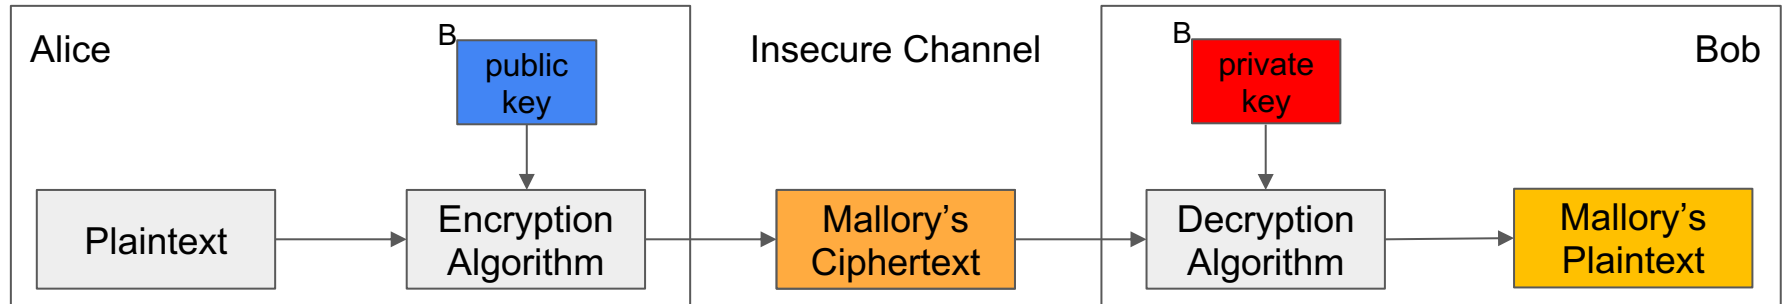 Alice
B
public
key
Insecure Channel
B
private
key
Bob
Plaintext
Encryption
Algorithm
Mallory’s
Ciphertext
Decryption
Algorithm
Mallory’s
Plaintext